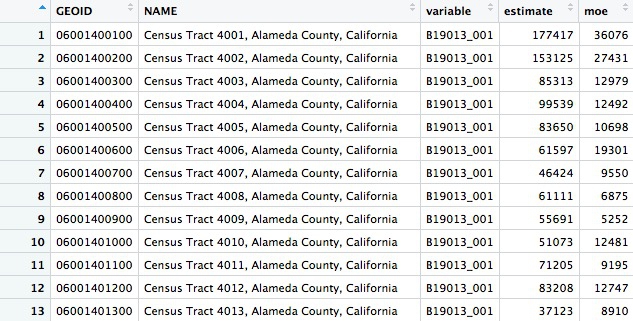 GEOID NAME variable estimate moe
1 06001400100 Census Tract 4001, Alameda County, California B19013_001 177417 36076
2 06001400200 Census Tract 4002, Alameda County, California B19013_001 153125 27431
3 06001400300 Census Tract 4003, Alameda County, California B19013_001 85313 12979
4 06001400400 Census Tract 4004, Alameda County, California B19013_001 99539 12492
5 06001400500 Census Tract 4005, Alameda County, California B19013_001 83650 10698
6 06001400600 Census Tract 4006, Alameda County, California B19013_001 61597 19301
7 06001400700 Census Tract 4007, Alameda County, California B19013_001 46424 9550
8 06001400800 Census Tract 4008, Alameda County, California B19013_001 61111 6875
9 06001400900 Census Tract 4009, Alameda County, California B19013_001 55691 5252
10 06001401000 Census Tract 4010, Alameda County, California B19013_001 51073 12481
11 06001401100 Census Tract 4011, Alameda County, California B19013_001 71205 9195
12 06001401200 Census Tract 4012, Alameda County, California B19013_001 83208 12747
13 06001401300 Census Tract 4013, Alameda County, California B19013_001 37123 8910